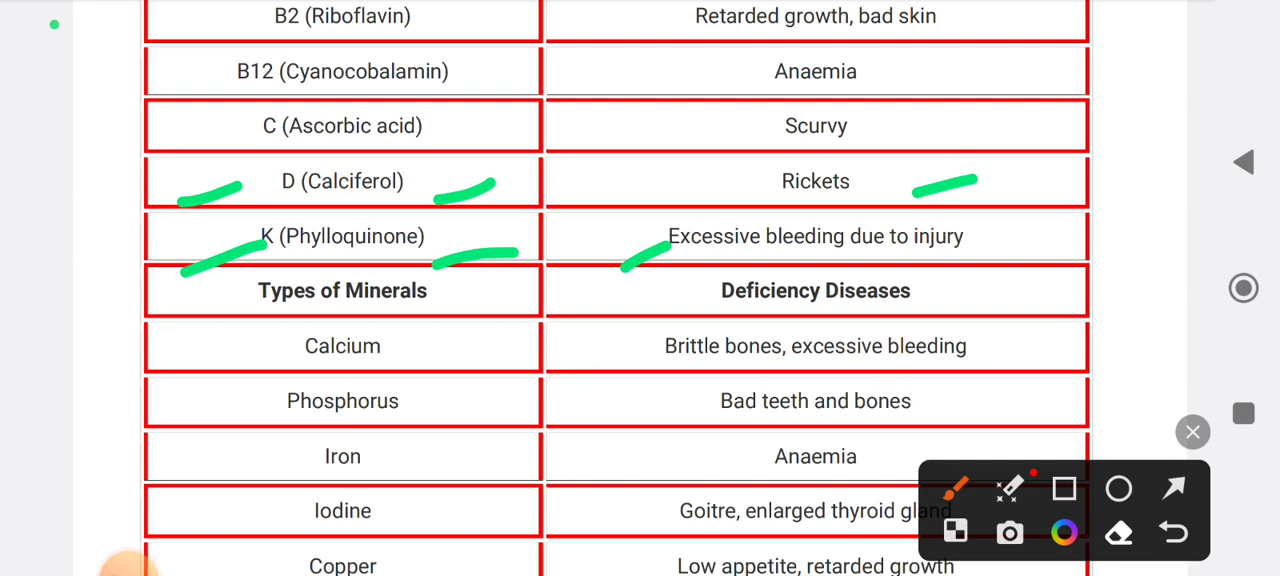 B2 (Riboflavin) Retarded growth, bad skin
B12 (Cyanocobalamin) Anaemia
C (Ascorbic acid) Scurvy
D (Calciferol) Rickets
K (Phylloquinone) Excessive bleeding due to injury
Types of Minerals Deficiency Diseases
Calcium Brittle bones, excessive bleeding
Phosphorus Bad teeth and bones
Iron Anaemia
Iodine Goitre, enlarged thyroid gland
Copper Low appetite, retarded growth